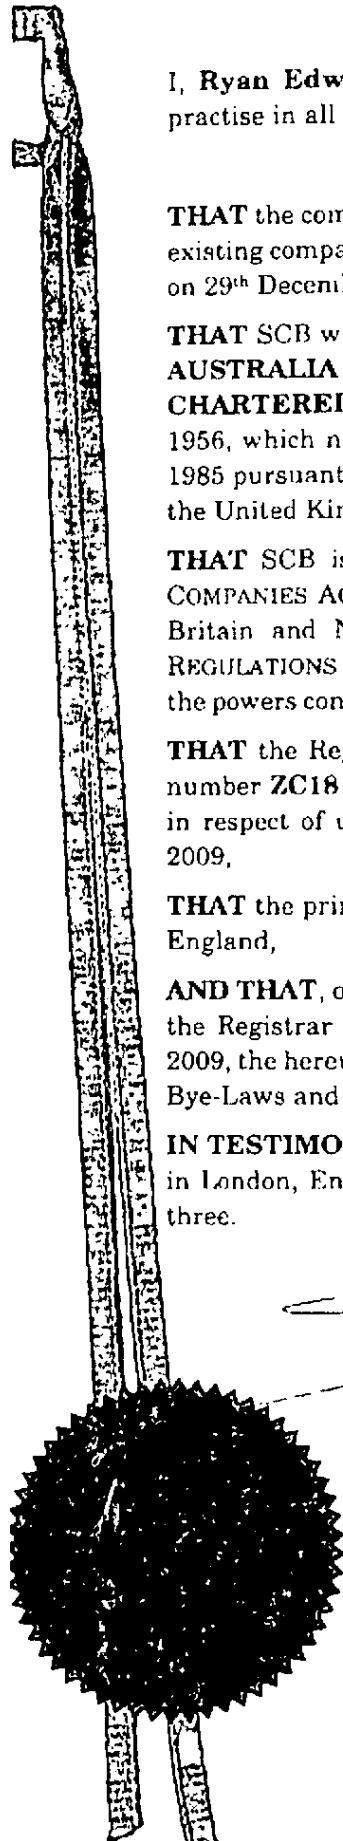 I, Ryan Edw
practise in all
THAT the com
existing compa
on 29th Decem
THAT SCB w
AUSTRALIA
CHARTERED
1956, which n
1985 pursuant
the United Kin
THAT SCB is
COMPANIES AC
Britain and N
REGULATIONS
the powers con
THAT the Reg
number ZC18
in respect of u
2009,
THAT the prin
England,
AND THAT, o
the Registrar
2009, the hereu
Bye-Laws and
IN TESTIMO
in London, En
three.